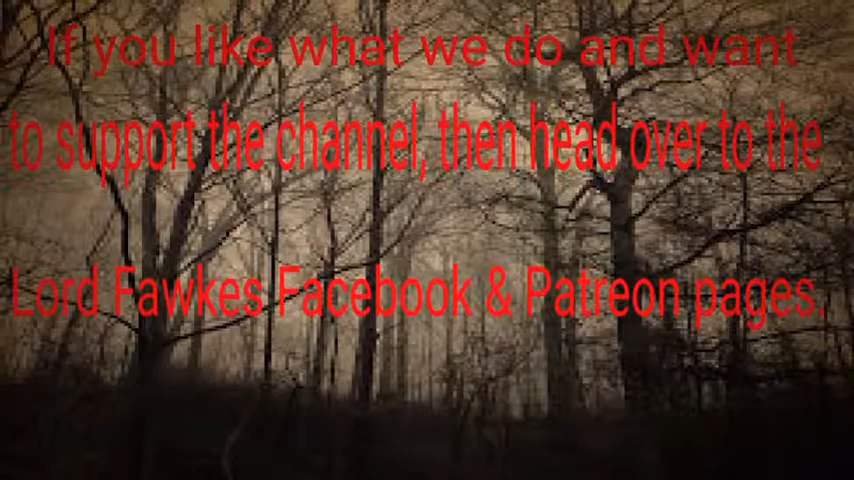 If you like what we do and want
to support the channel, then head over to the
Lord Fawkes Facebook & Patreon pages.